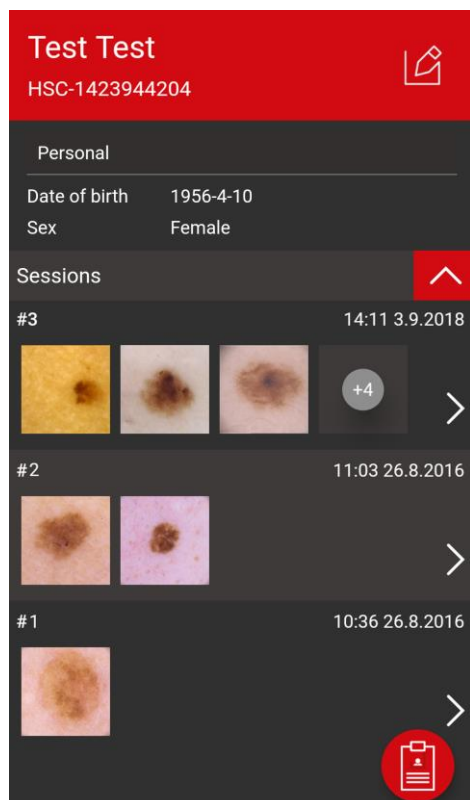 Test Test
HSC-1423944204
Personal
Date of birth 1956-4-10
Sex Female
Sessions
#3 14:11 3.9.2018
+4
#2 11:03 26.8.2016
#1 10:36 26.8.2016